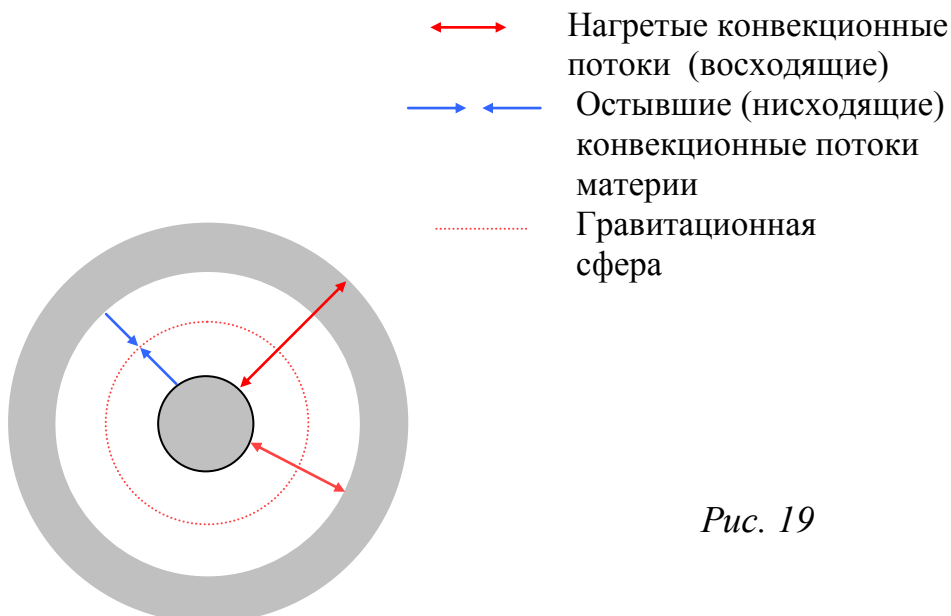 Нагретые конвекционные
потоки (восходящие)
Остывшие (нисходящие)
конвекционные потоки
материи
Гравитационная
сфера
Рис. 19